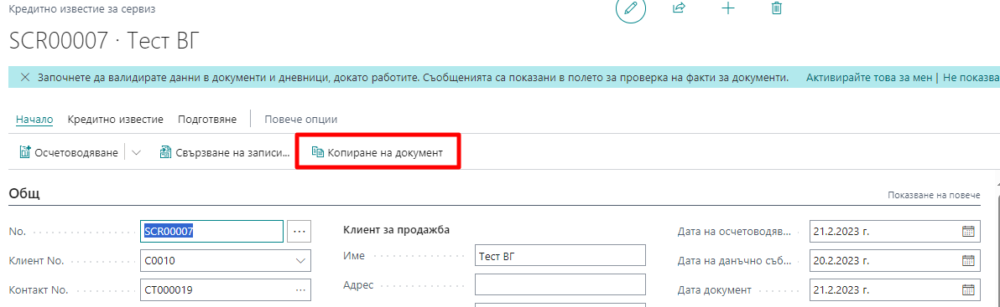 Кредитно известие за сервиз
SCR00007 · Тест ВГ
Започнете да валидирате данни в документи и дневници, докато работите. Съобщенията са показани в полето за проверка на факти за документи. Активирайте това за мен | Не показва
Начало Кредитно известие Подготвяне Повече опции
Осчетоводяване Свързване на записи... Копиране на документ
Общ Показване на повече
No. SCR00007 ... Клиент за продажба Дата на осчетоводяв... 21.2.2023 г.
Клиент No. C0010 Име Тест ВГ Дата на данъчно съб... 20.2.2023 г.
Контакт No. CT000019 ... Адрес Дата документ 21.2.2023 г.